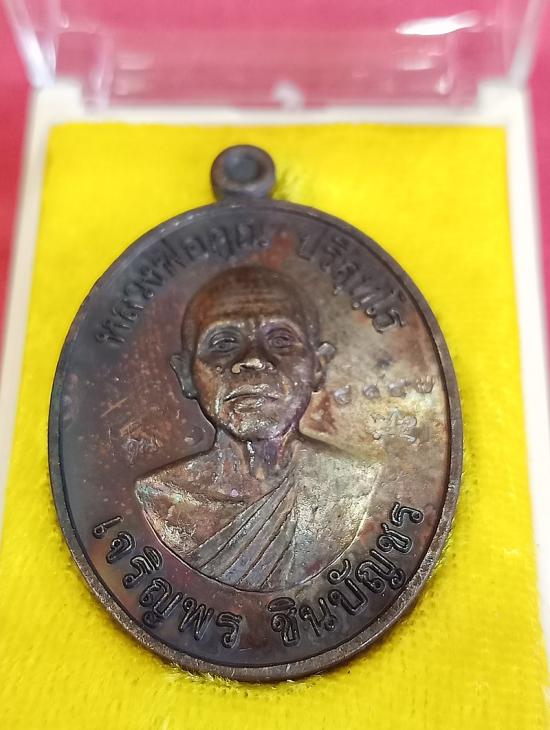 หลวงพ่อคูณ ปริสุทโธ
เจริญพร ชินบัญชร